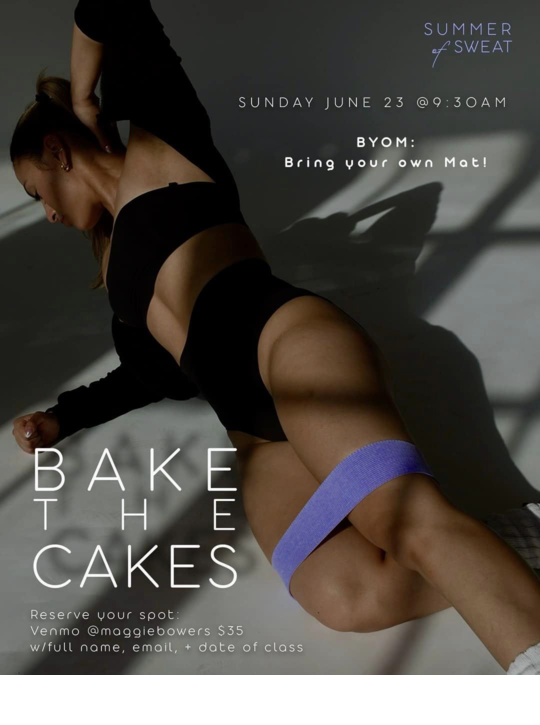 SUMMER
of SWEAT
SUNDAY JUNE 23 @9:30AM
BYOM:
Bring your own Mat!
BAKE
THE
CAKES
Reserve your spot:
Venmo @maggiebowers $35
w/full name, email, + date of class